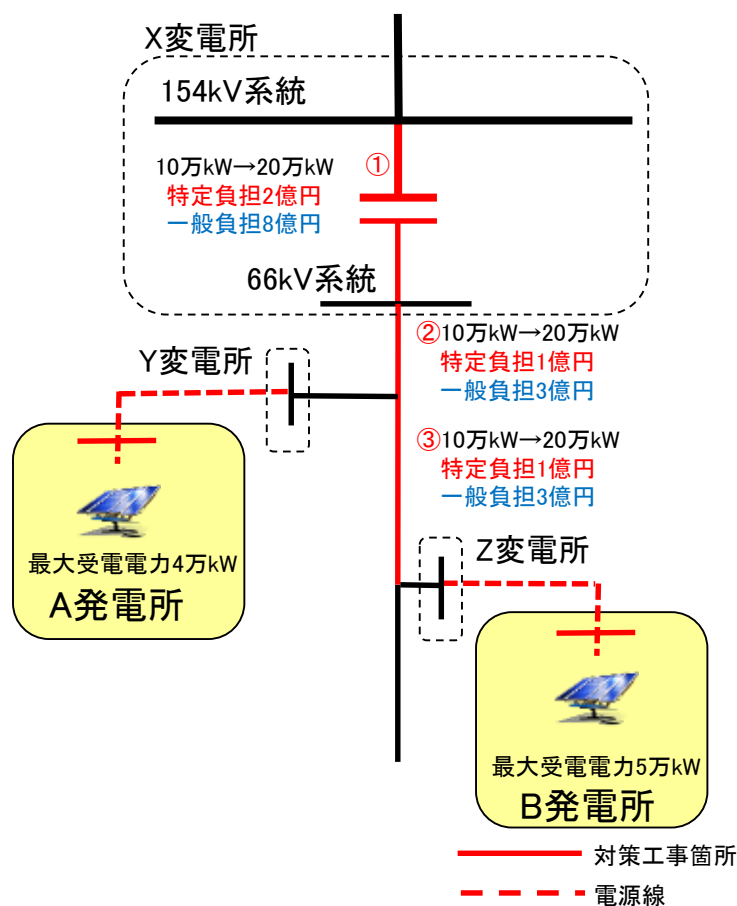 X変電所
154kV系統
10万kW→20万kW
特定負担2億円
一般負担8億円
①
66kV系統
②10万kW→20万kW
特定負担1億円
一般負担3億円
Y変電所
③10万kW→20万kW
特定負担1億円
一般負担3億円
最大受電電力4万kW
A発電所
Z変電所
最大受電電力5万kW
B発電所
対策工事箇所
電源線